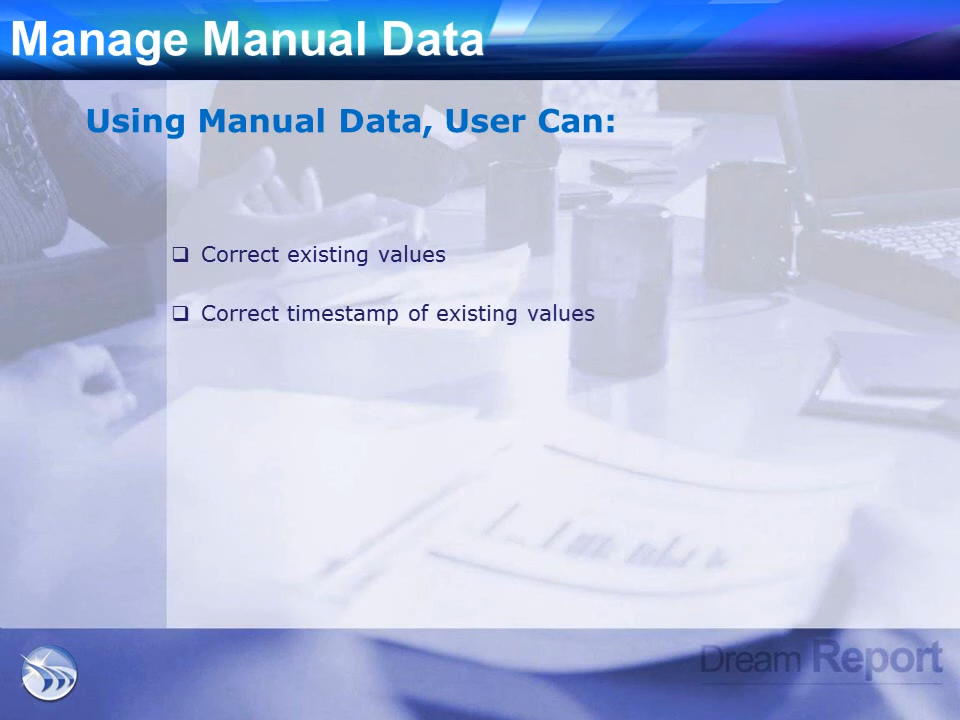 Manage Manual Data
Using Manual Data, User Can:
❑ Correct existing values
❑ Correct timestamp of existing values
Dream Report